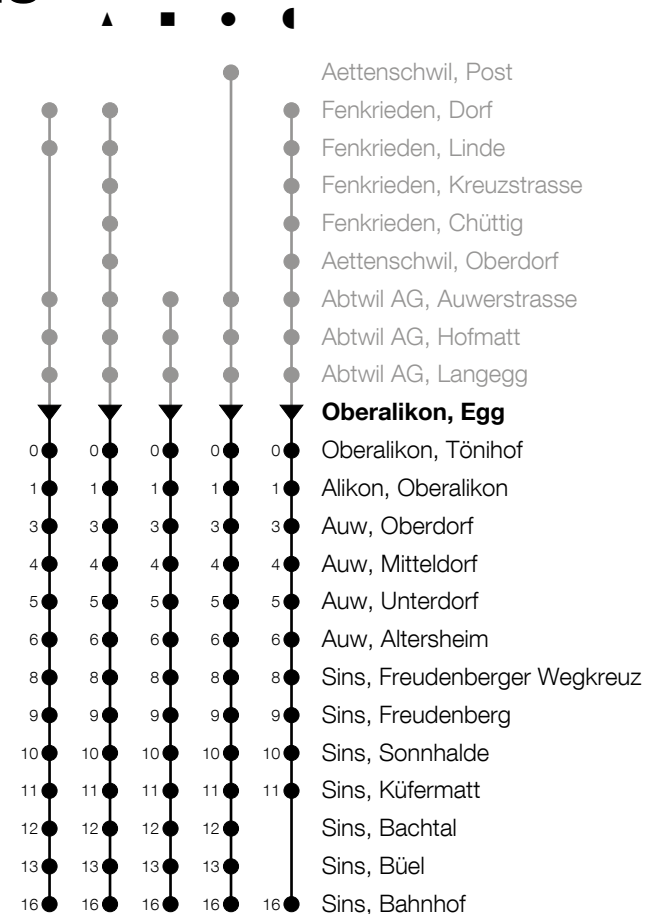 Aettenschwil, Post
Fenkrieden, Dorf
Fenkrieden, Linde
Fenkrieden, Kreuzstrasse
Fenkrieden, Chüttig
Aettenschwil, Oberdorf
Abtwil AG, Auwerstrasse
Abtwil AG, Hofmatt
Abtwil AG, Langegg
Oberalikon, Egg
0 0 0 0 0 Oberalikon, Tönihof
1 1 1 1 1 Alikon, Oberalikon
3 3 3 3 3 Auw, Oberdorf
4 4 4 4 4 Auw, Mitteldorf
5 5 5 5 5 Auw, Unterdorf
6 6 6 6 6 Auw, Altersheim
8 8 8 8 8 Sins, Freudenberger Wegkreuz
9 9 9 9 9 Sins, Freudenberg
10 10 10 10 10 Sins, Sonnhalde
11 11 11 11 11 Sins, Küfermatt
12 12 12 12 Sins, Bachtal
13 13 13 13 Sins, Büel
16 16 16 16 16 Sins, Bahnhof